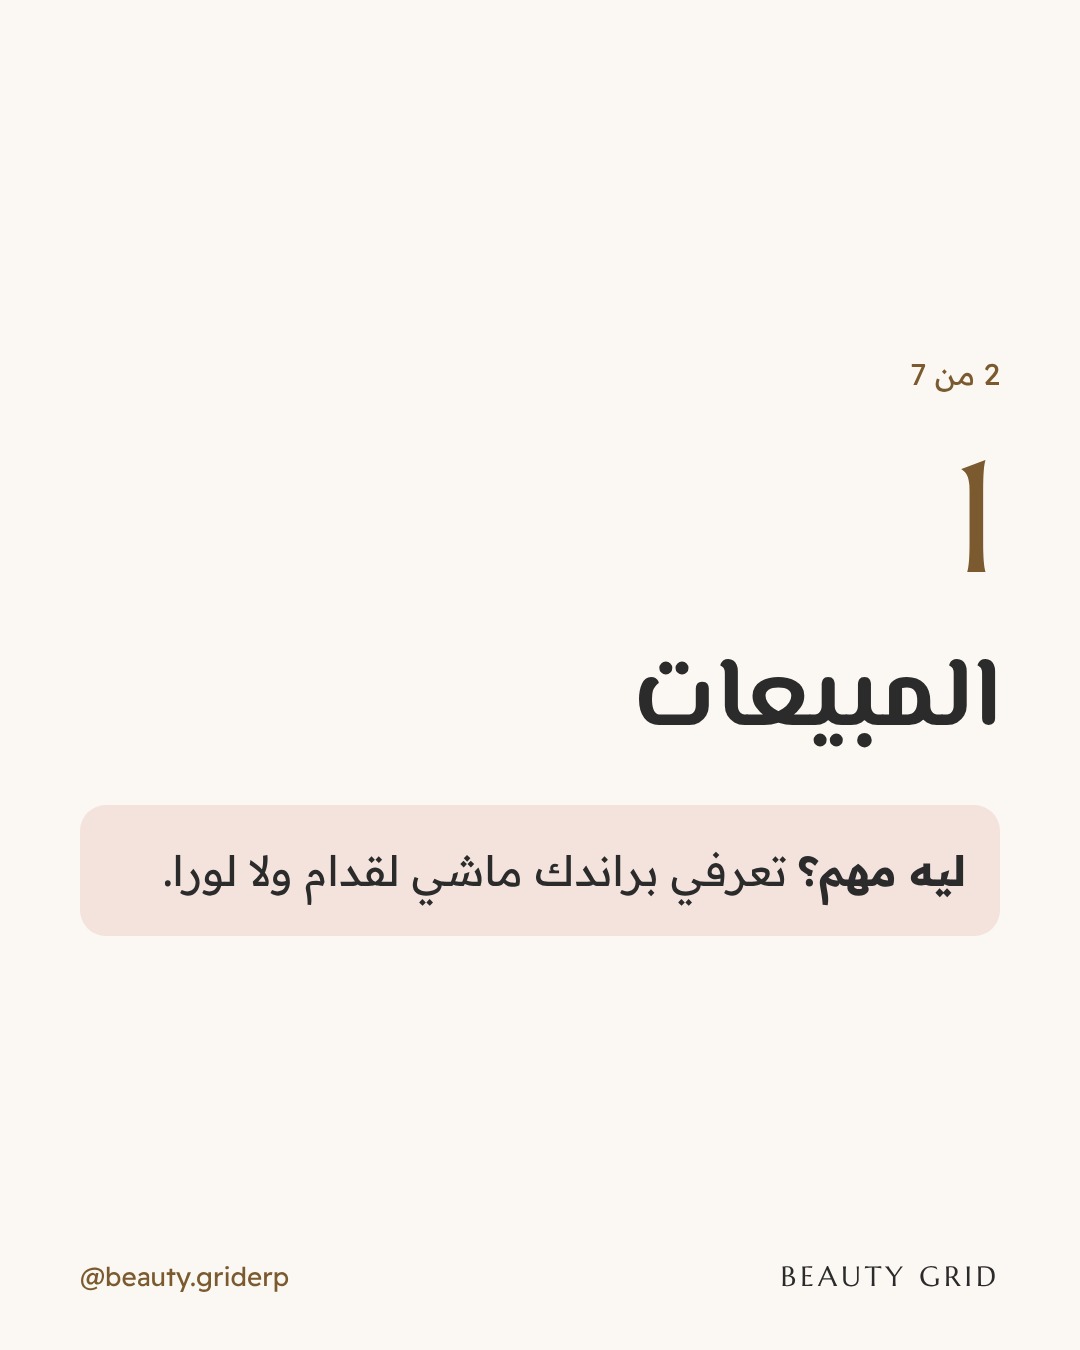 2 من 7
١
المبيعات
ليه مهم؟ تعرفي براندك ماشي لقدام ولا لورا.
@beauty.griderp
BEAUTY GRID